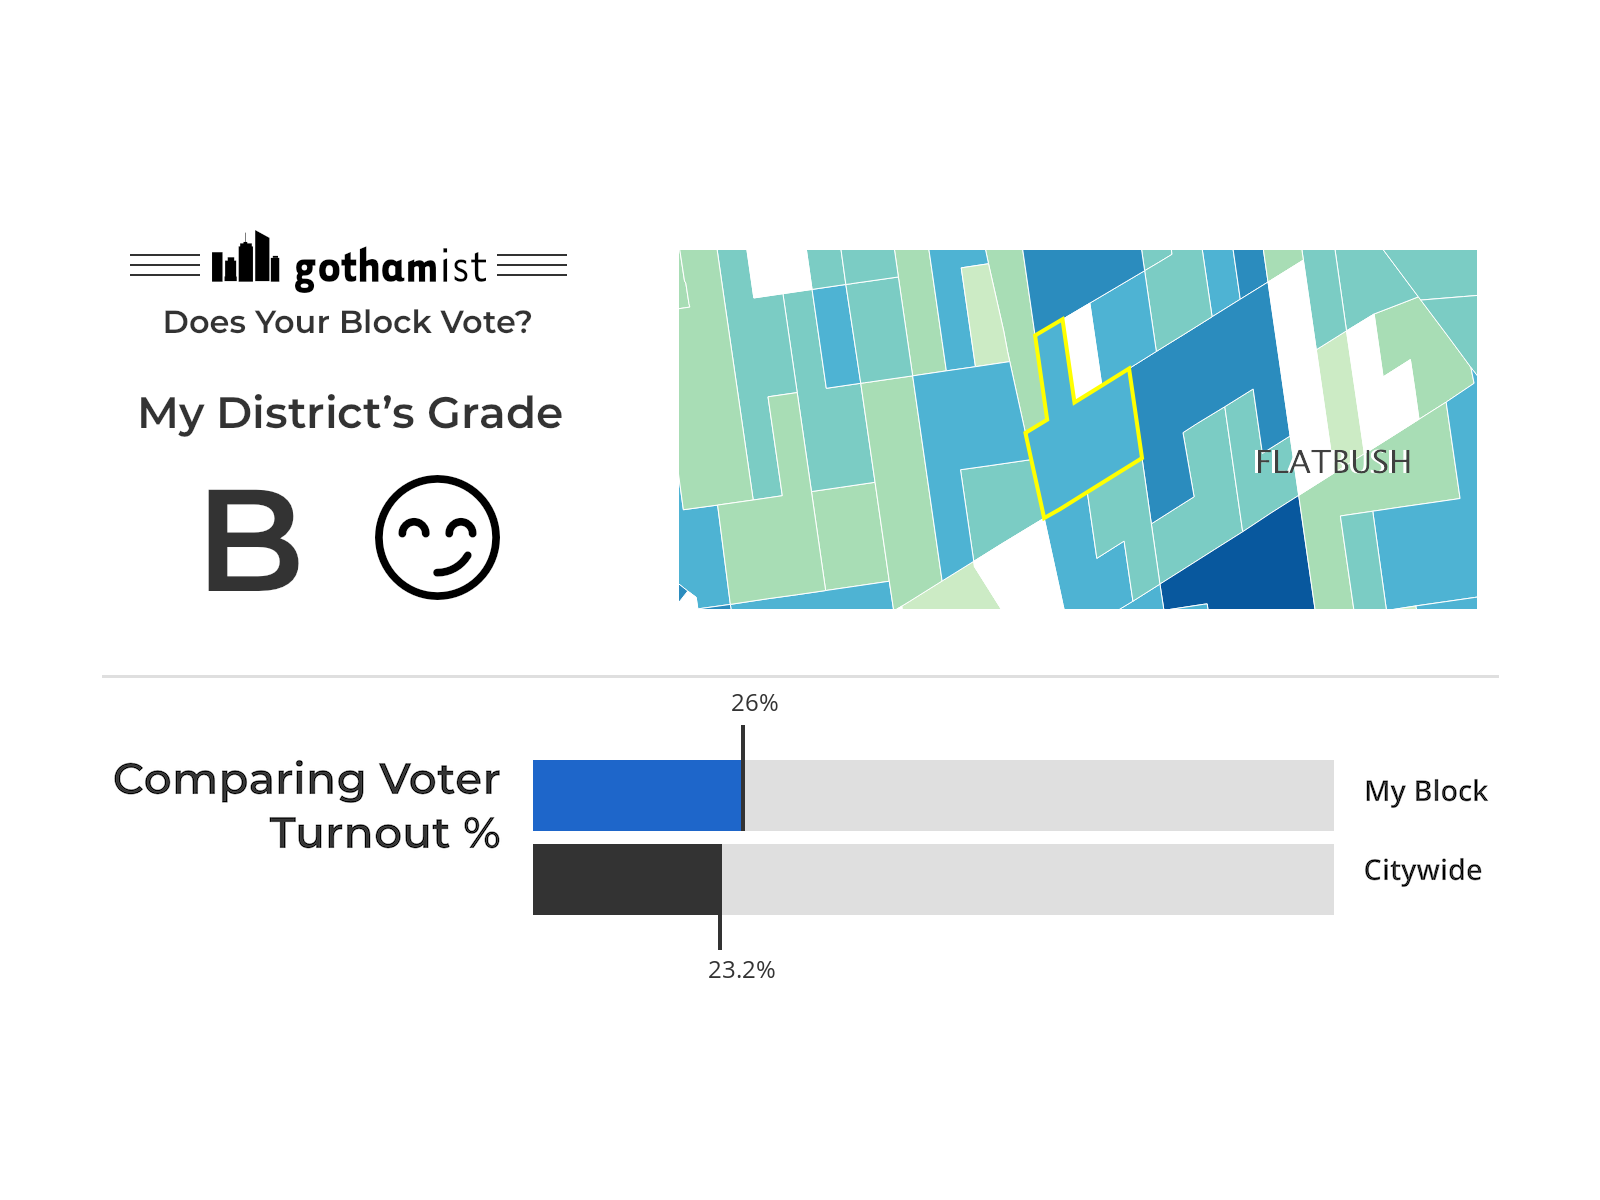 gothamist
Does Your Block Vote?
My District’s Grade
B
FLATBUSH
26%
Comparing Voter
Turnout %
My Block
Citywide
23.2%